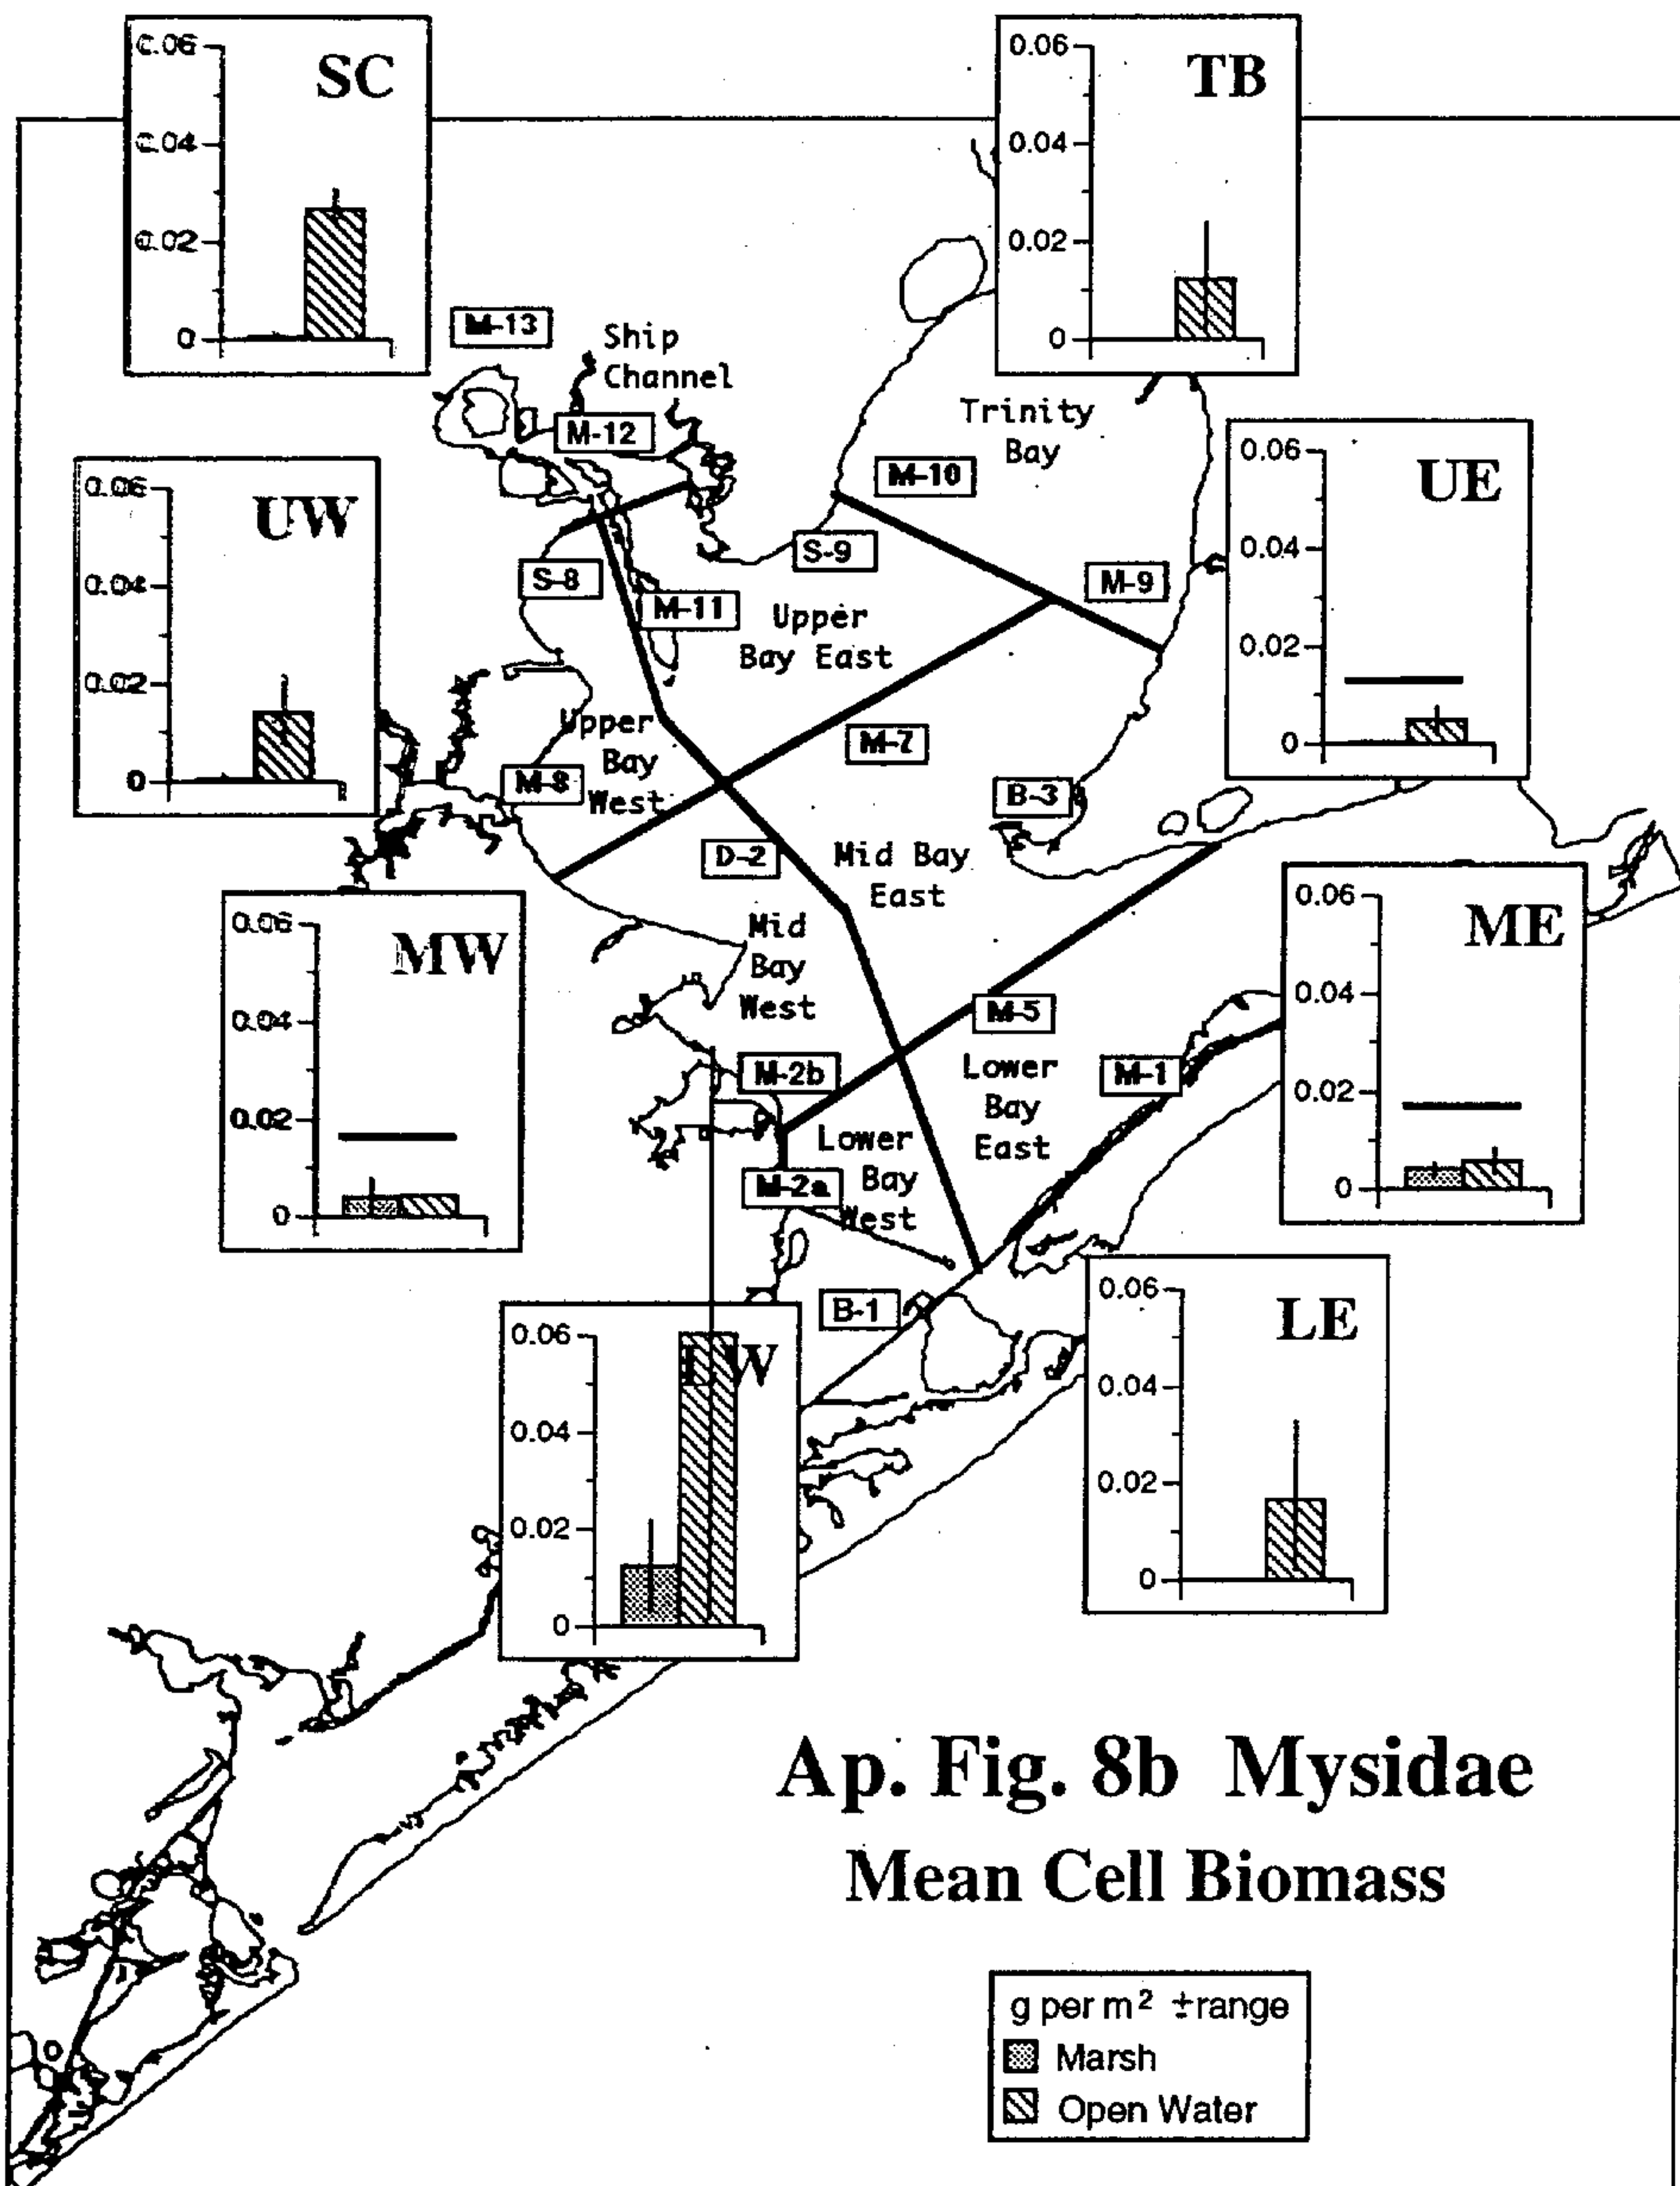 SC
0.06
0.04
0.02
0
TB
0.06
0.04
0.02
0
M-13
Ship
Channel
M-12
Trinity
Bay
M-10
S-9
M-9
UE
0.06
0.04
0.02
0
UW
0.06
0.04
0.02
0
S-8
M-11
Upper
Bay East
Upper
Bay
West
M-8
M-7
B-3
D-2
Mid Bay
East
Mid
Bay
West
MW
0.06
0.04
0.02
0
ME
0.06
0.04
0.02
0
M-5
M-2b
Lower
Bay
East
M-1
Lower
Bay
West
M-2a
B-1
LE
0.06
0.04
0.02
0
LW
0.06
0.04
0.02
0
Ap. Fig. 8b Mysidae
Mean Cell Biomass
g per m² ±range
Marsh
Open Water